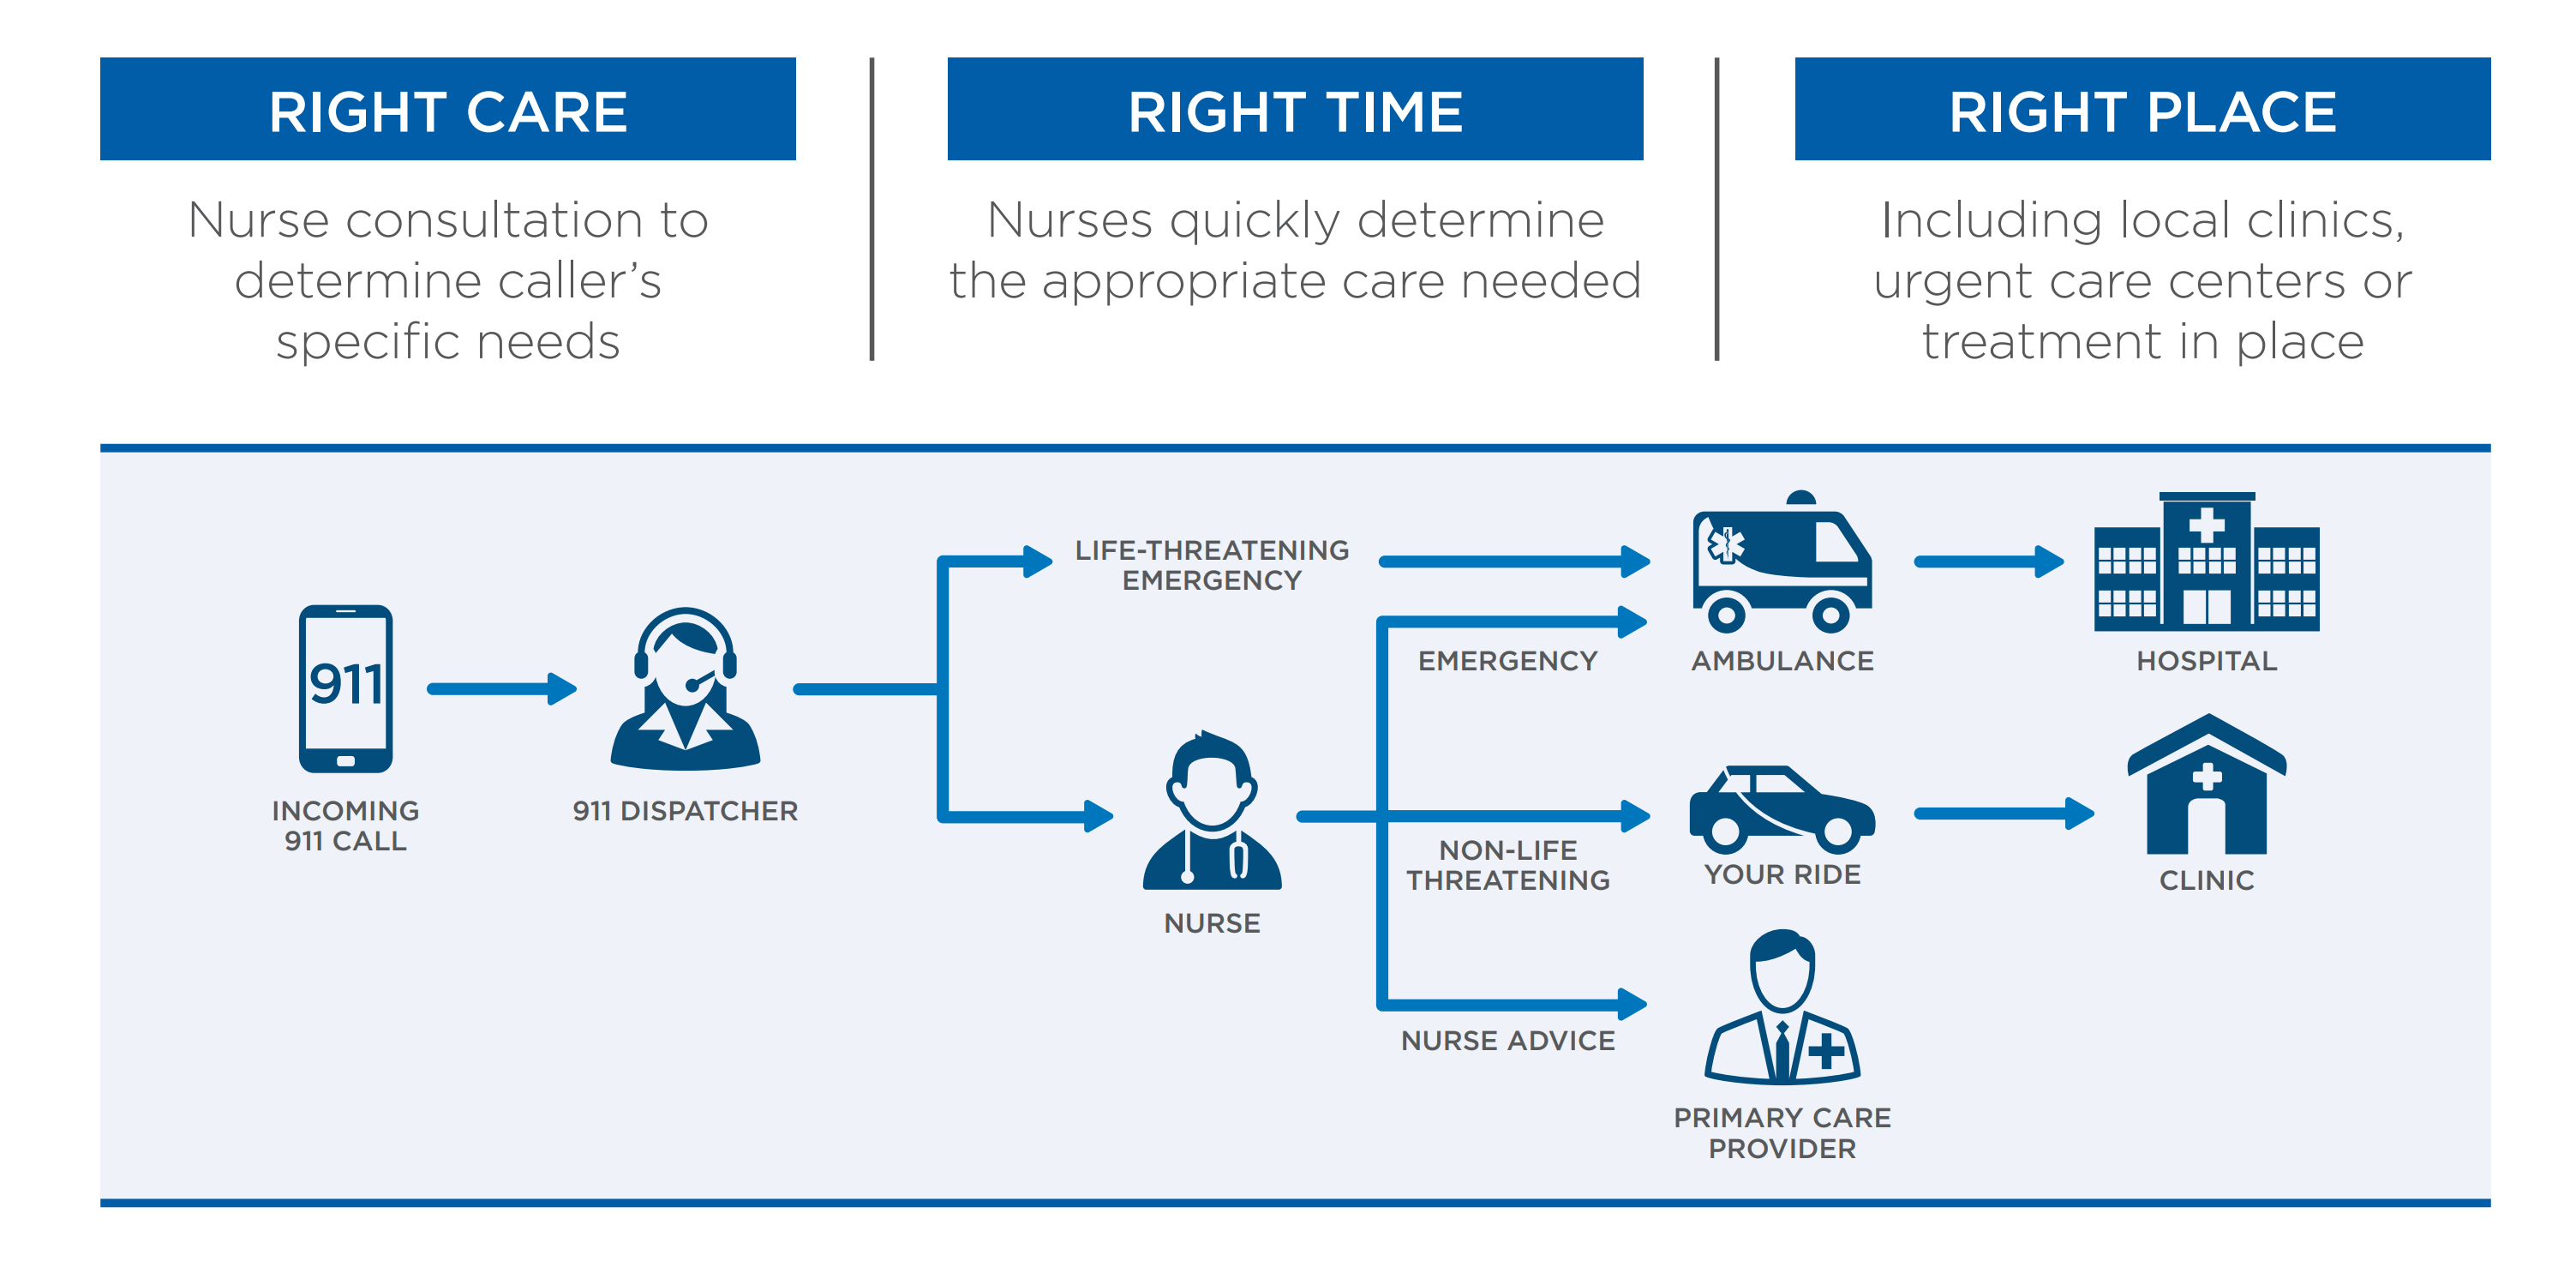 RIGHT CARE
Nurse consultation to
determine caller’s
specific needs
RIGHT TIME
Nurses quickly determine
the appropriate care needed
RIGHT PLACE
Including local clinics,
urgent care centers or
treatment in place
911
INCOMING
911 CALL
911 DISPATCHER
LIFE-THREATENING
EMERGENCY
NURSE
EMERGENCY
NON-LIFE
THREATENING
NURSE ADVICE
AMBULANCE
HOSPITAL
YOUR RIDE
CLINIC
PRIMARY CARE
PROVIDER